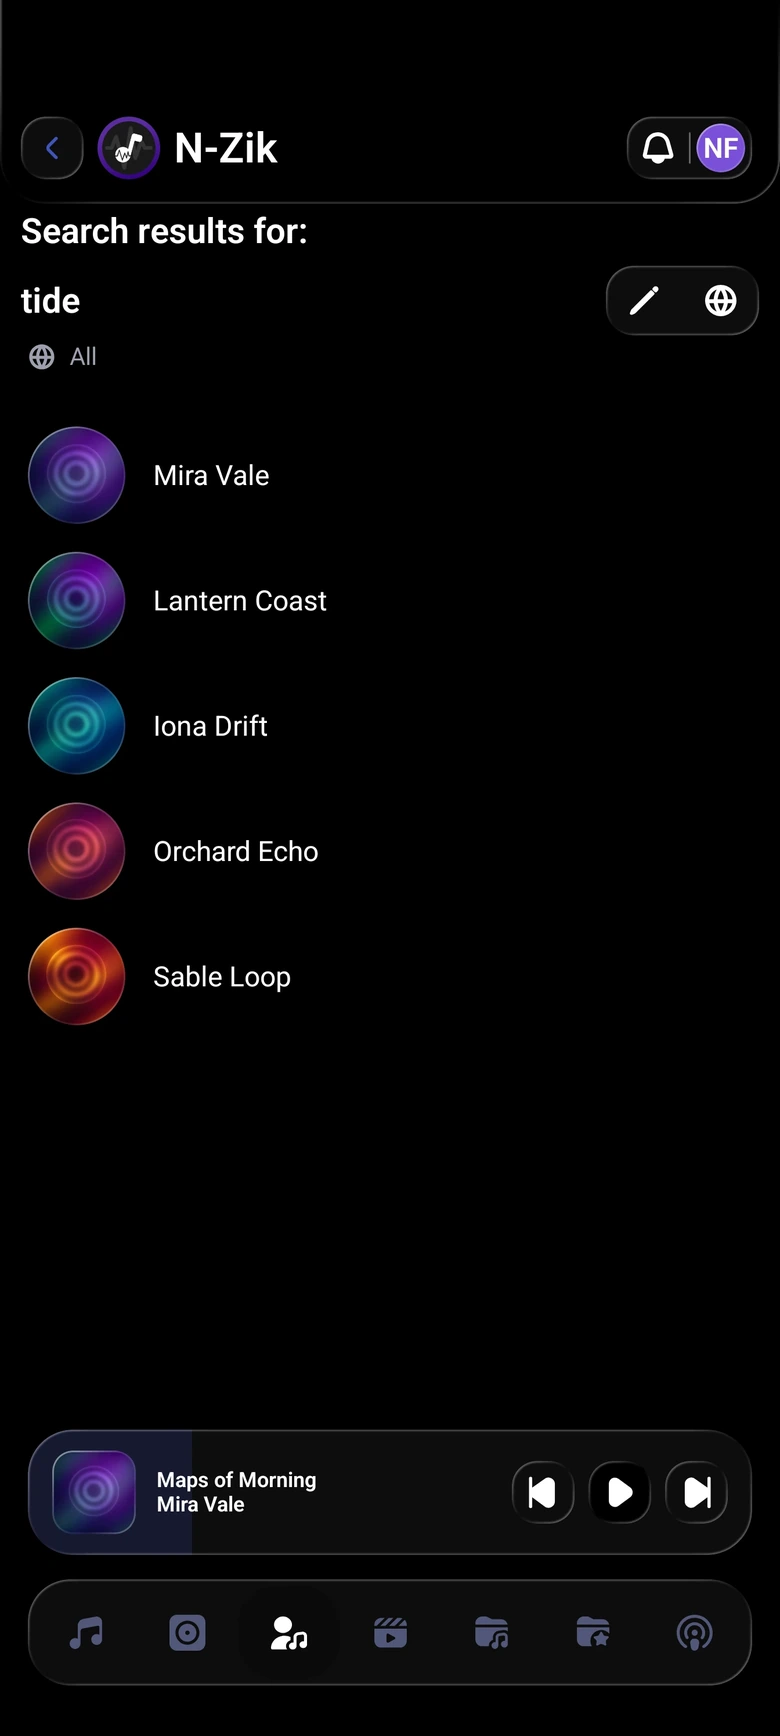 N-Zik
NF
Search results for:
tide
All
Mira Vale
Lantern Coast
Iona Drift
Orchard Echo
Sable Loop
Maps of Morning
Mira Vale